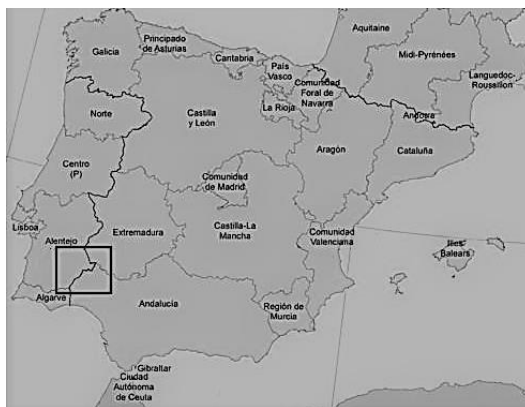 Aquitaine
Principado
de Asturias
Galicia
Cantabria
Midi-Pyrénées
País
Vasco
Languedoc-
Roussillon
Comunidad
Foral de
Navarra
La Rioja
Norte
Castilla
y León
Andorra
Aragón
Cataluña
Centro
(P)
Comunidad
de Madrid
Lisboa
Alentejo
Extremadura
Castilla-La
Mancha
Comunidad
Valenciana
Illes
Balears
Algarve
Andalucía
Región de
Murcia
Gibraltar
Ciudad
Autónoma
de Ceuta